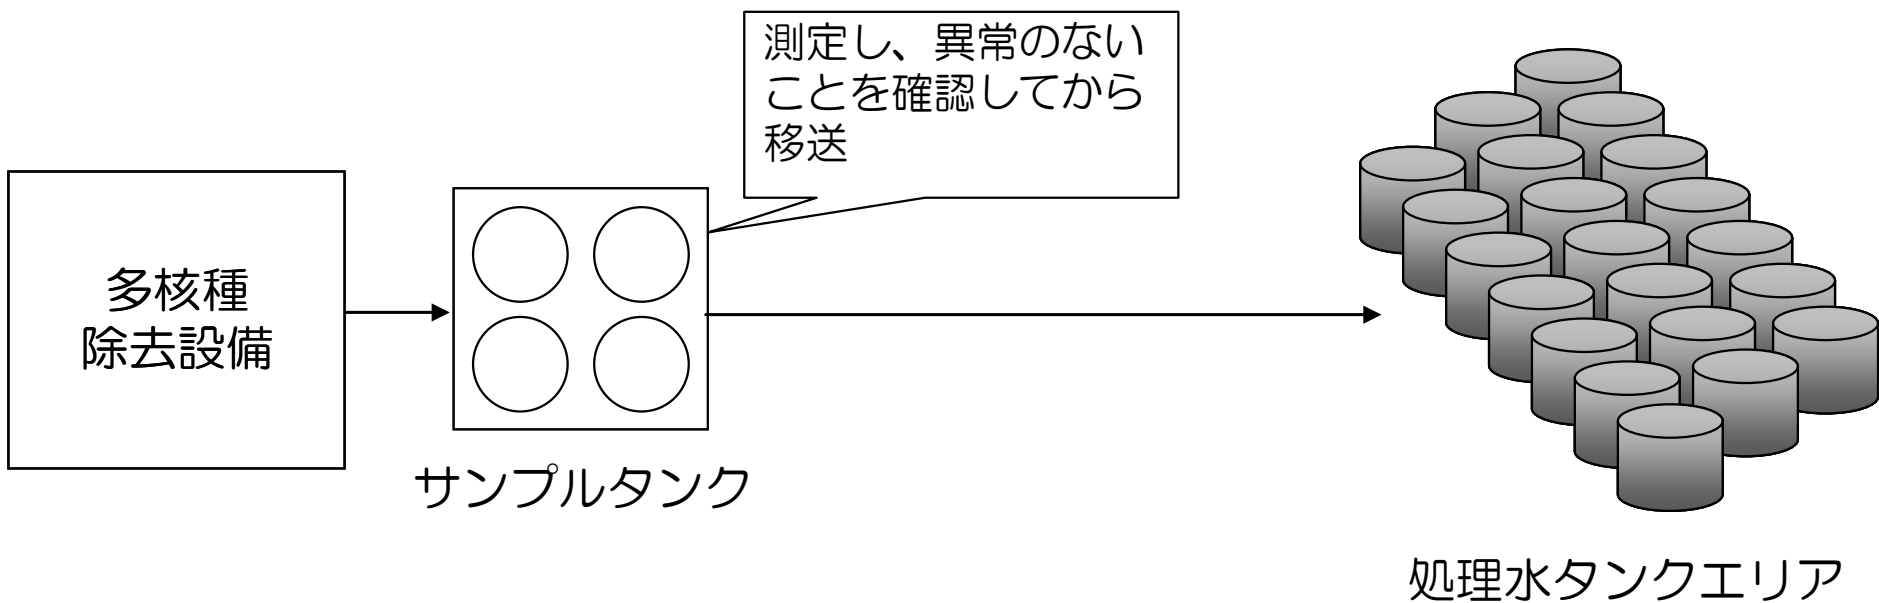 測定し、異常のない
ことを確認してから
移送
多核種
除去設備
サンプルタンク
処理水タンクエリア